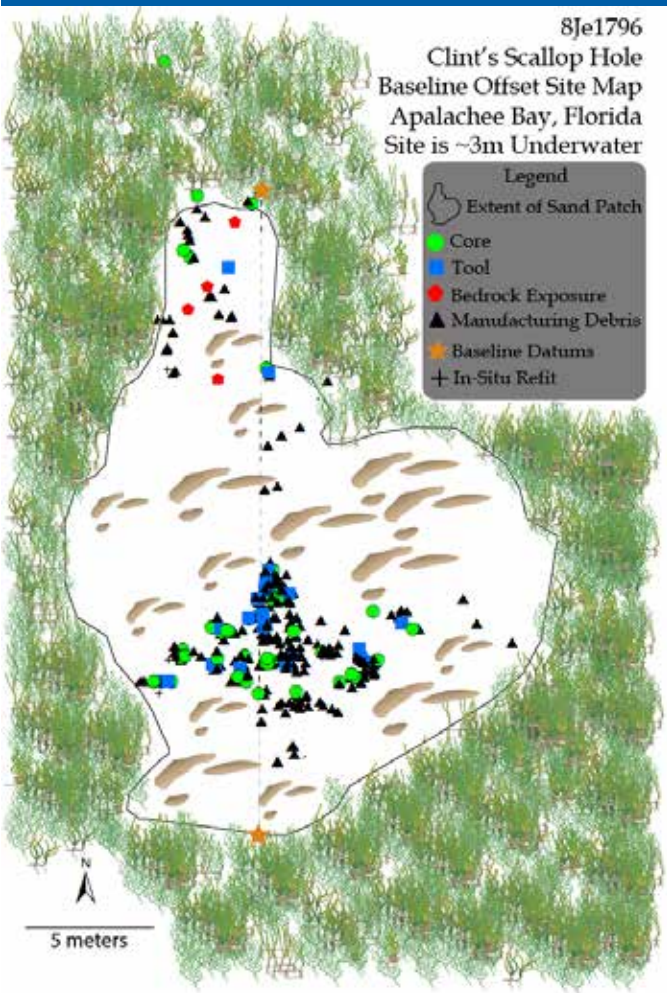 8Je1796
Clint's Scallop Hole
Baseline Offset Site Map
Apalachee Bay, Florida
Site is ~3m Underwater
Legend
Extent of Sand Patch
Core
Tool
Bedrock Exposure
Manufacturing Debris
Baseline Datums
In-Situ Refit
N
5 meters